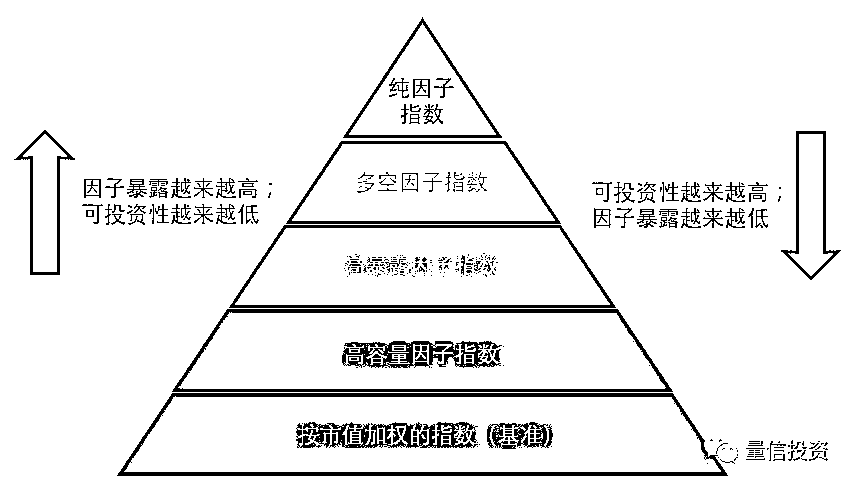 纯因子
指数
多空因子指数
因子暴露越来越高；
可投资性越来越低
可投资性越来越高；
因子暴露越来越低
高暴露因子指数
高容量因子指数
按市值加权的指数（基准）
量信投资